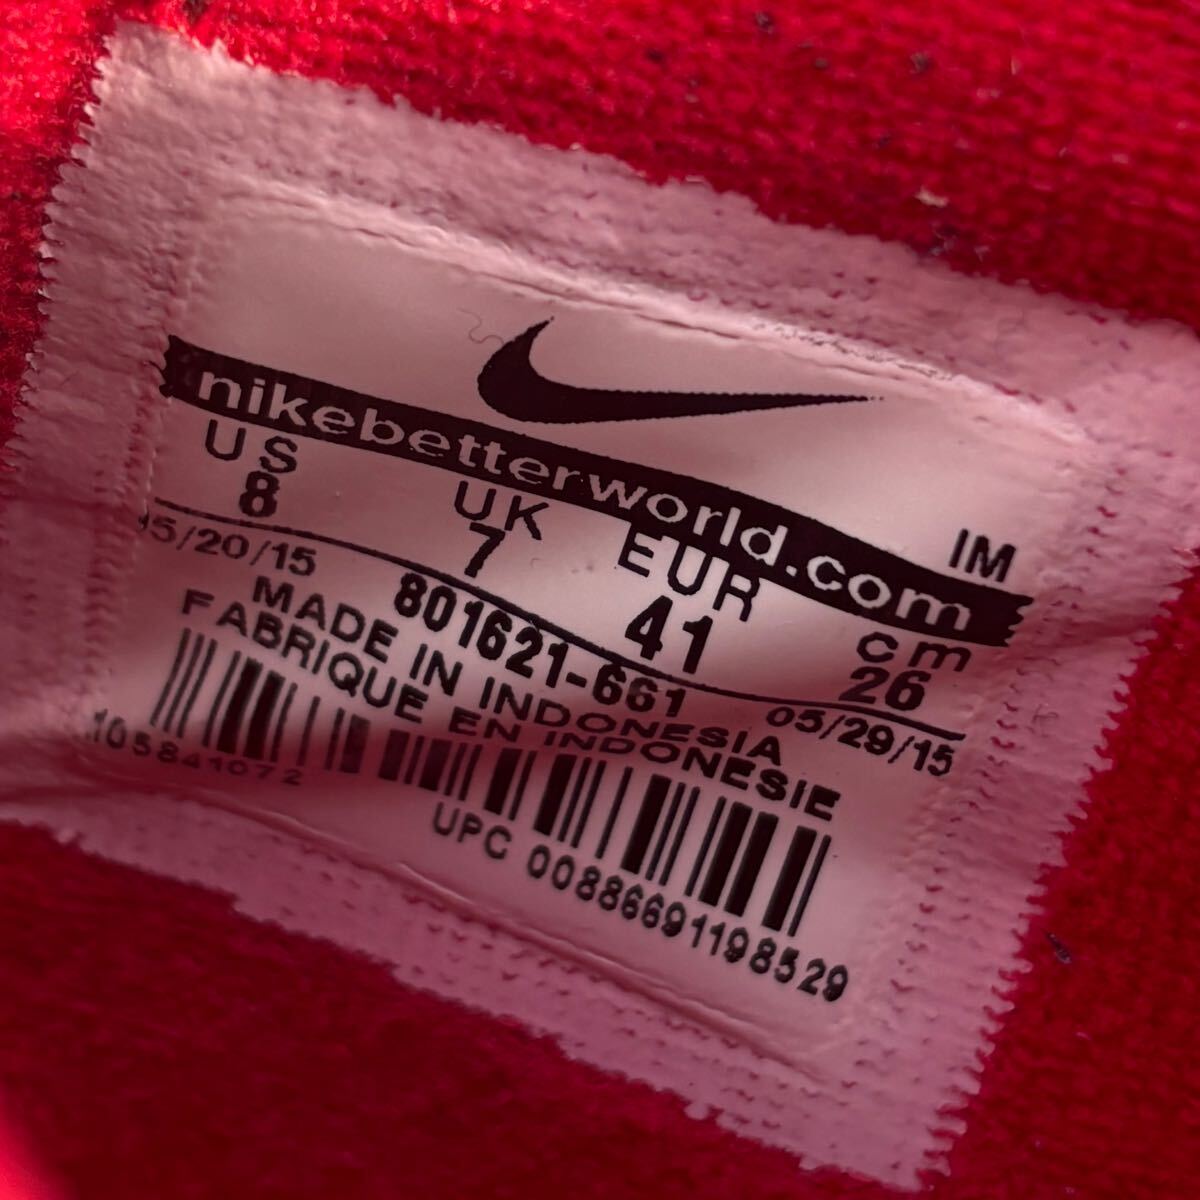 nikebetterworld.com
IM
US UK EUR cm
8 7 41 26
05/20/15 801621-661 05/29/15
MADE IN INDONESIA
FABRIQUE EN INDONESIE
105841072
UPC 00886691198529